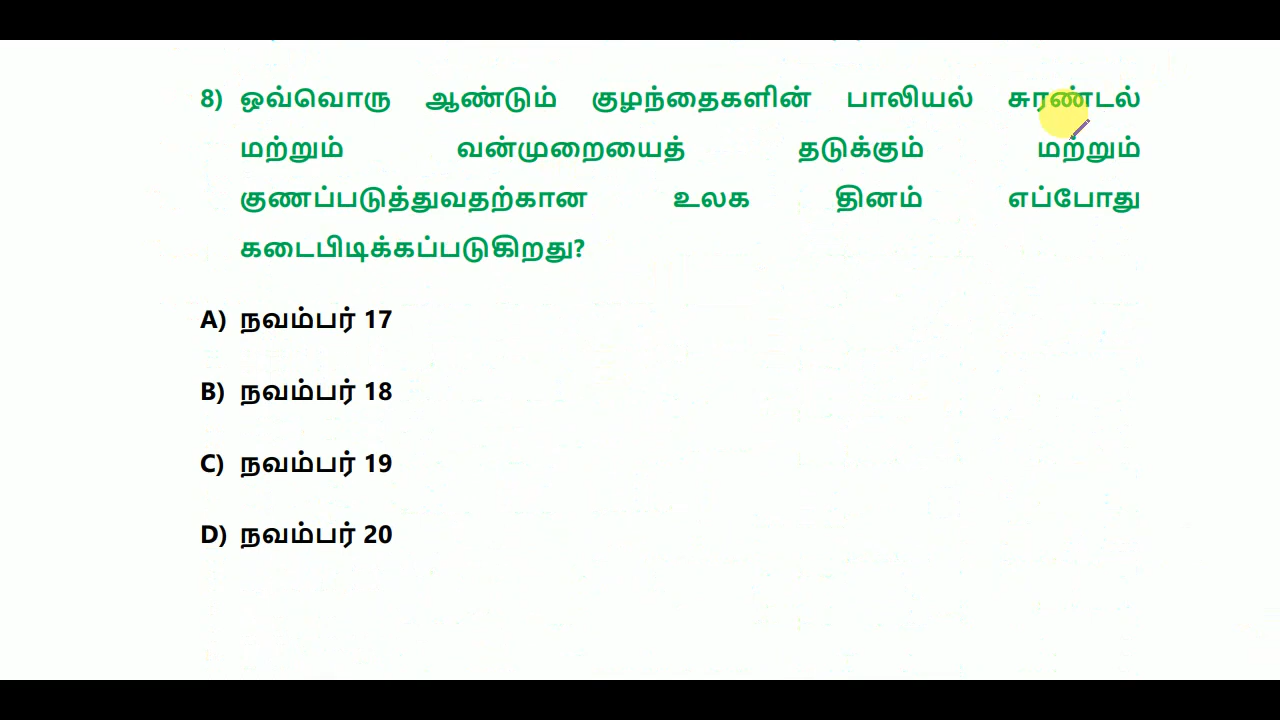 8) ஒவ்வொரு ஆண்டும் குழந்தைகளின் பாலியல் சுரண்டல்
மற்றும் வன்முறையைத் தடுக்கும் மற்றும்
குணப்படுத்துவதற்கான உலக தினம் எப்போது
கடைபிடிக்கப்படுகிறது?
A) நவம்பர் 17
B) நவம்பர் 18
C) நவம்பர் 19
D) நவம்பர் 20